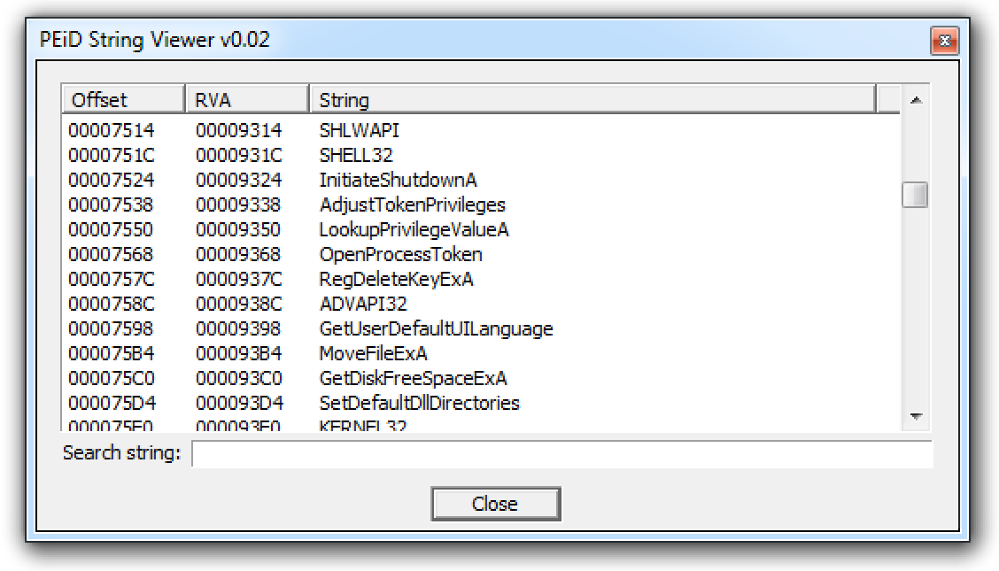 PEiD String Viewer v0.02
Offset RVA String
00007514 00009314 SHLWAPI
0000751C 0000931C SHELL32
00007524 00009324 InitiateShutdownA
00007538 00009338 AdjustTokenPrivileges
00007550 00009350 LookupPrivilegeValueA
00007568 00009368 OpenProcessToken
0000757C 0000937C RegDeleteKeyExA
0000758C 0000938C ADVAPI32
00007598 00009398 GetUserDefaultUILanguage
000075B4 000093B4 MoveFileExA
000075C0 000093C0 GetDiskFreeSpaceExA
000075D4 000093D4 SetDefaultDllDirectories
KERNEL32
Search string:
Close